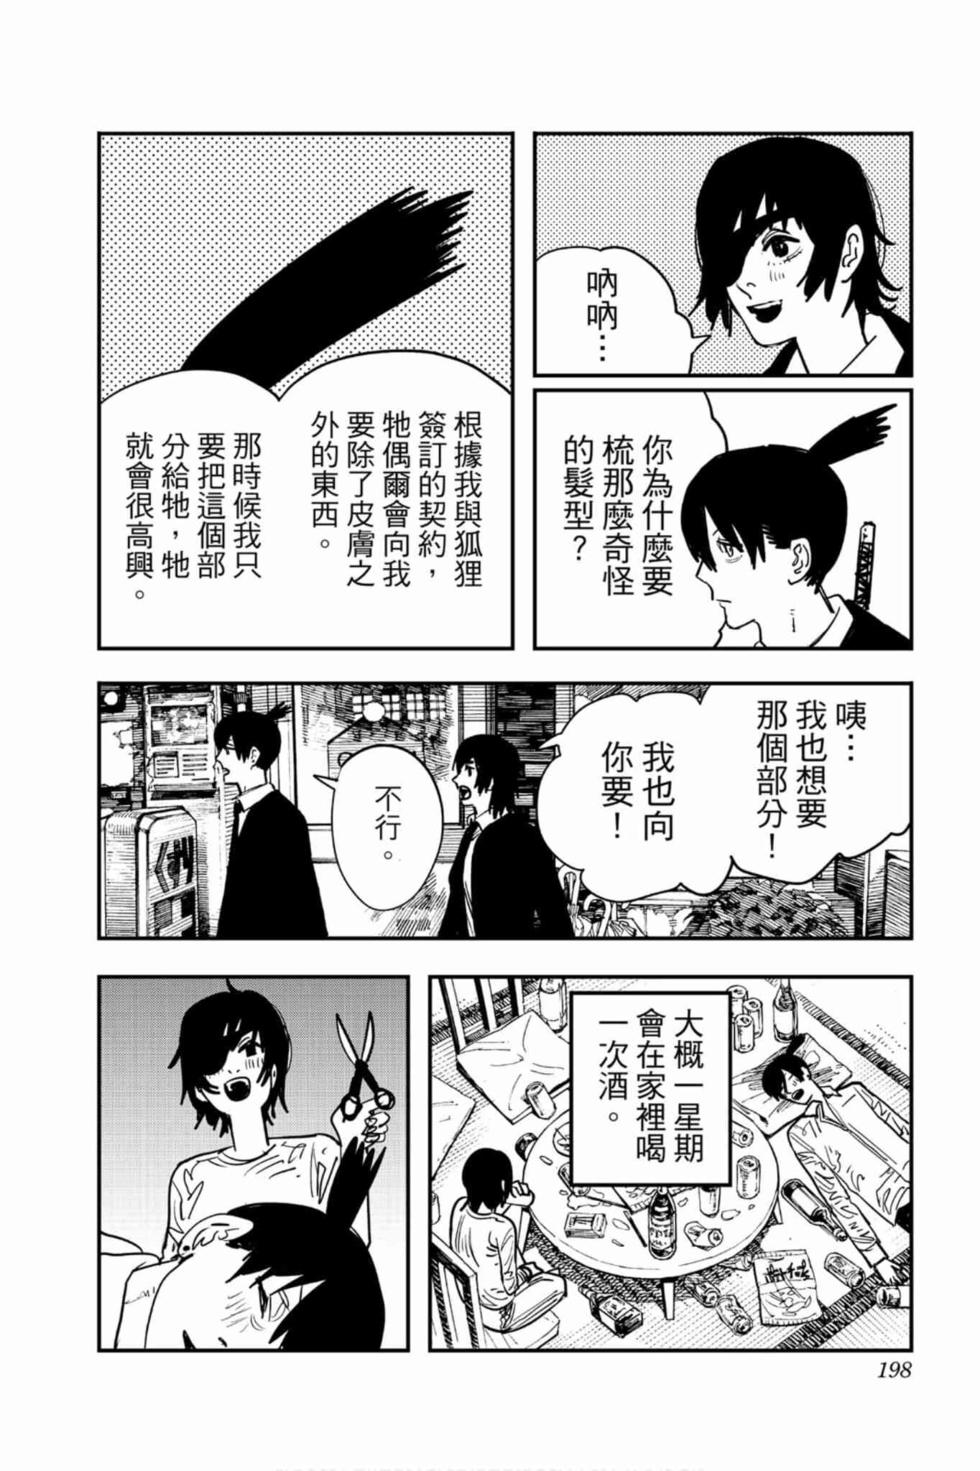 吶吶…
你為什麼要
梳那麼奇怪
的髮型？
根據我與狐狸
簽訂的契約，
牠偶爾會向我
要除了皮膚之
外的東西。
那時候我只
要把這個部
分給牠，牠
就會很高興。
咦…
我也想要
那個部分！
我也向
你要！
不行。
大概一星期
會在家裡喝
一次酒。
198